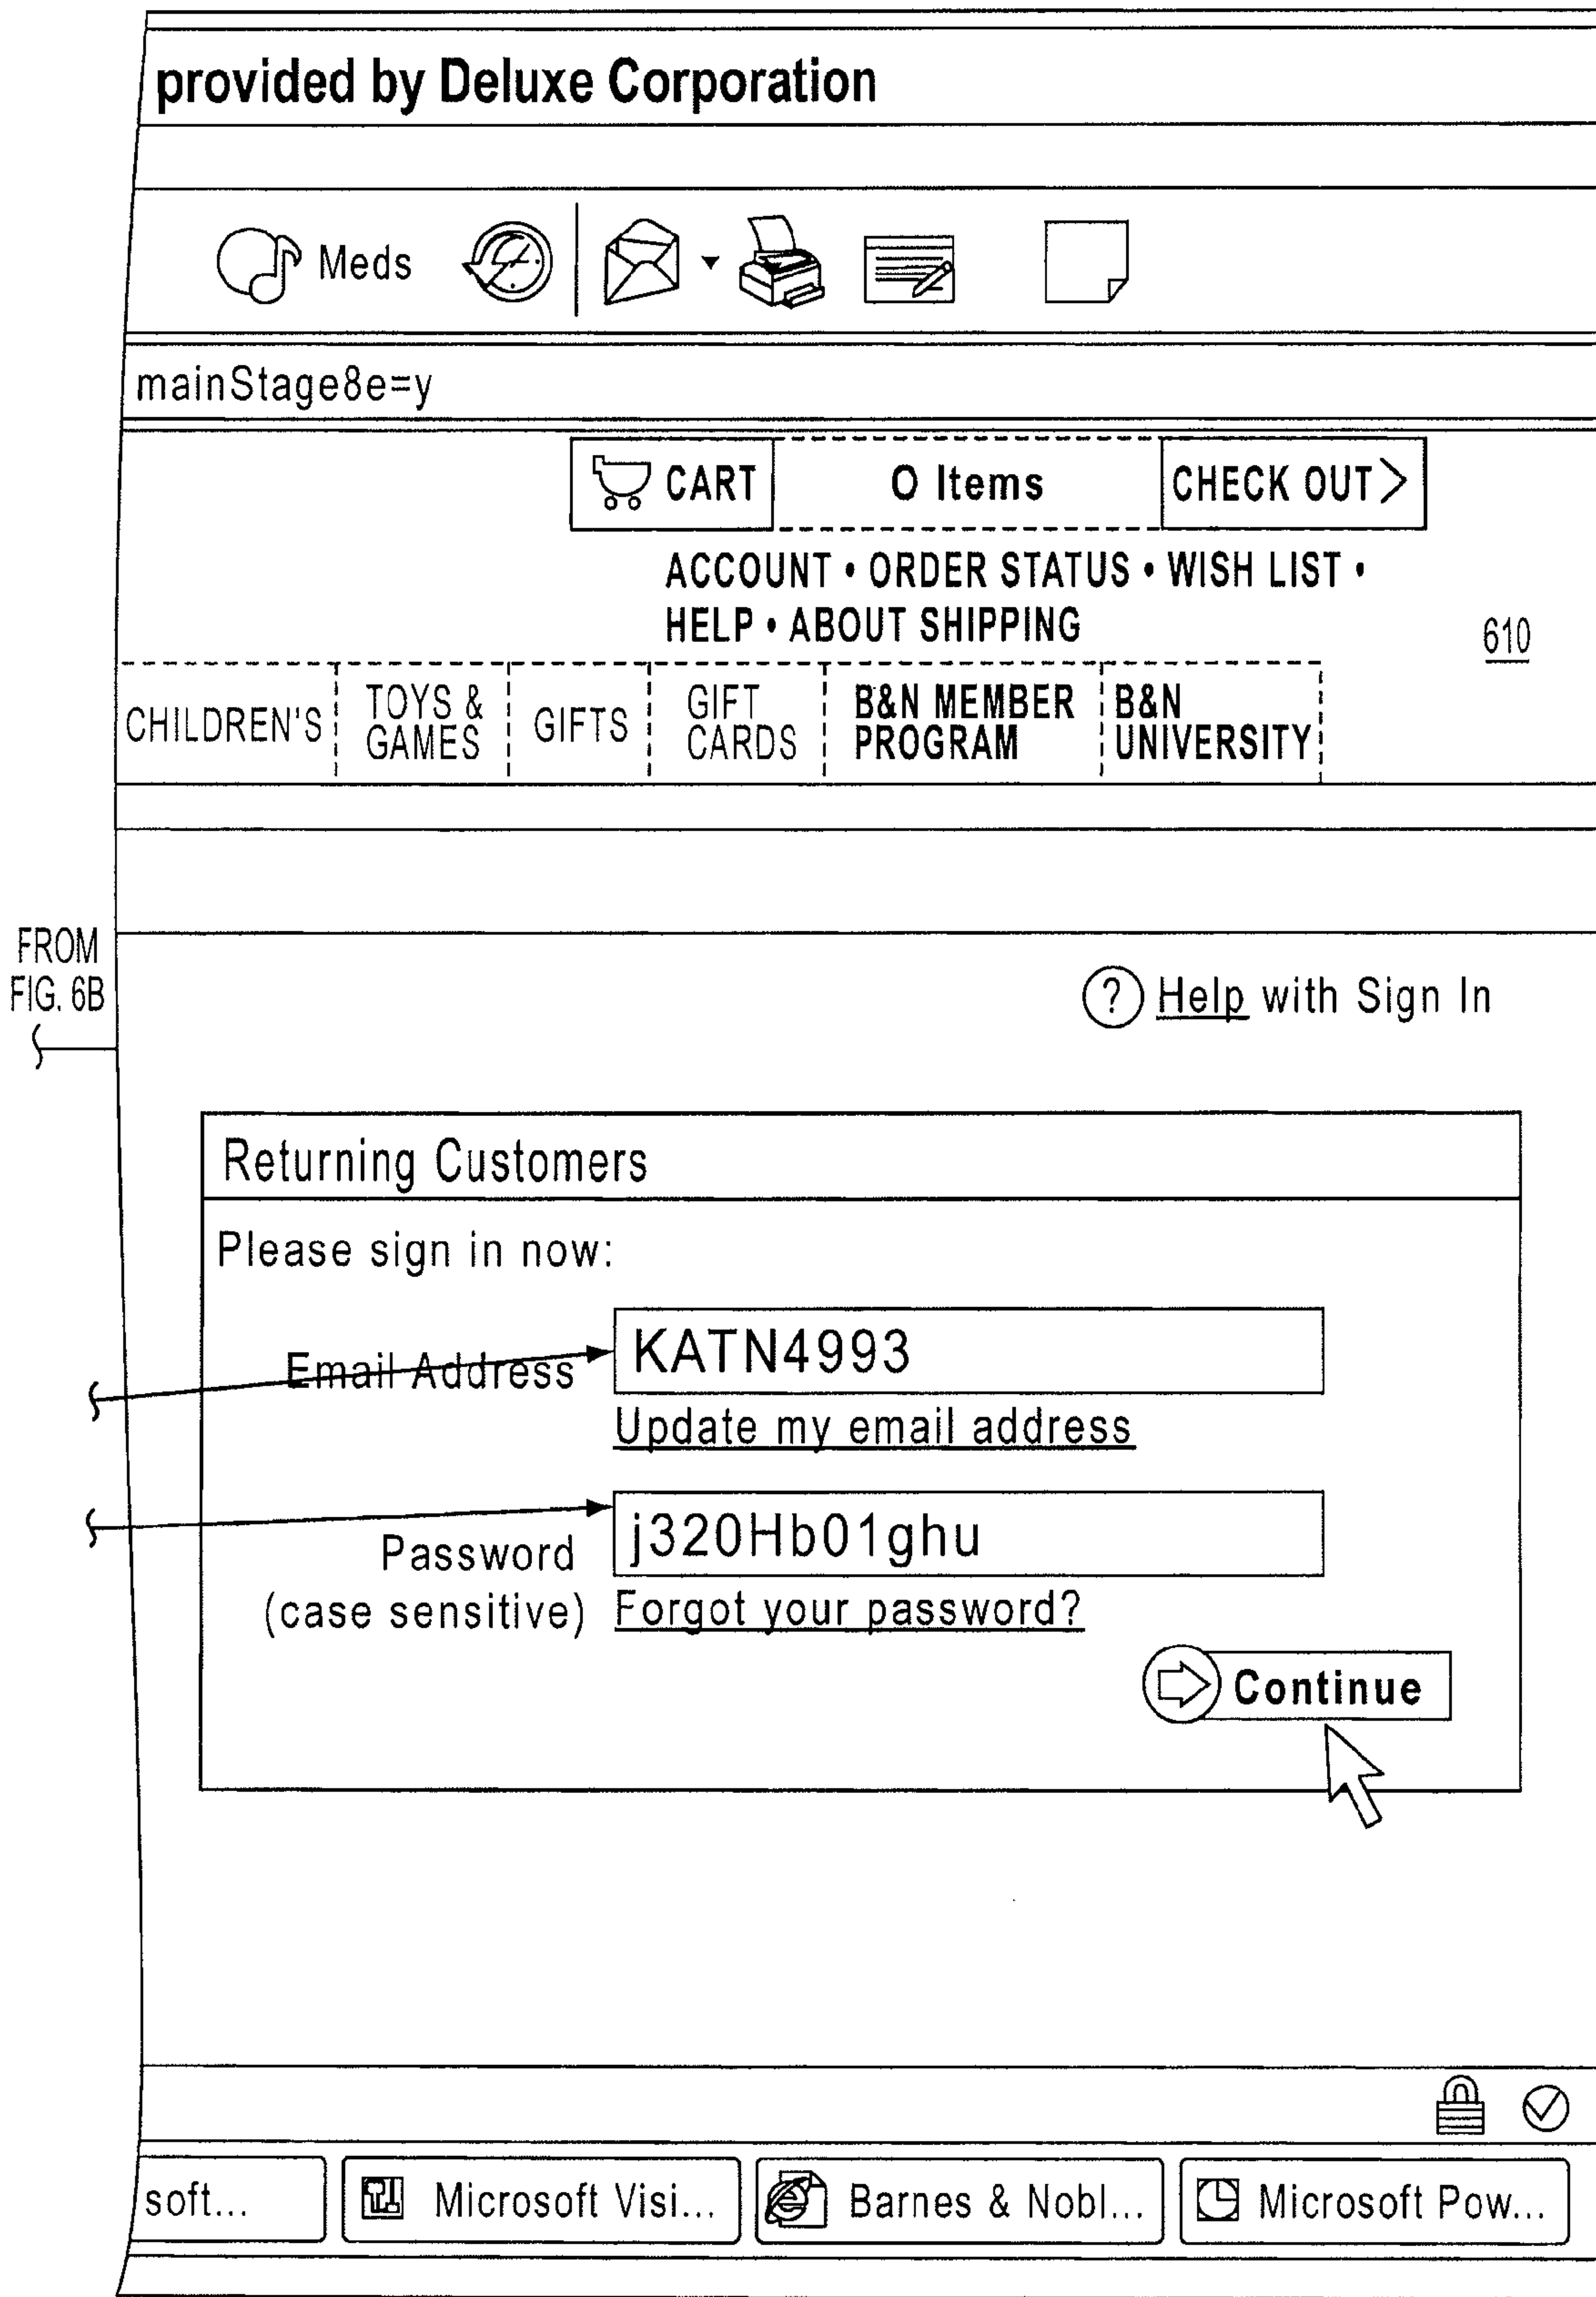 provided by Deluxe Corporation
Meds
mainStage8e=y
CART 0 Items CHECK OUT >
ACCOUNT • ORDER STATUS • WISH LIST •
HELP • ABOUT SHIPPING
610
CHILDREN'S TOYS & GAMES GIFTS GIFT CARDS B&N MEMBER PROGRAM B&N UNIVERSITY
FROM
FIG. 6B
? Help with Sign In
Returning Customers
Please sign in now:
Email Address KATN4993
Update my email address
Password j320Hb01ghu
(case sensitive) Forgot your password?
Continue
soft... Microsoft Visi... Barnes & Nobl... Microsoft Pow...